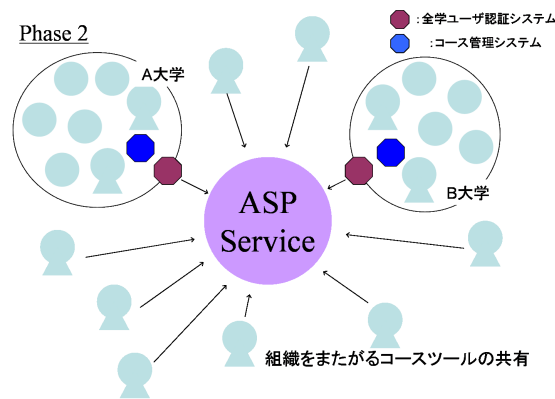 Phase 2
:全学ユーザ認証システム
:コース管理システム
A大学
B大学
ASP
Service
組織をまたがるコースツールの共有